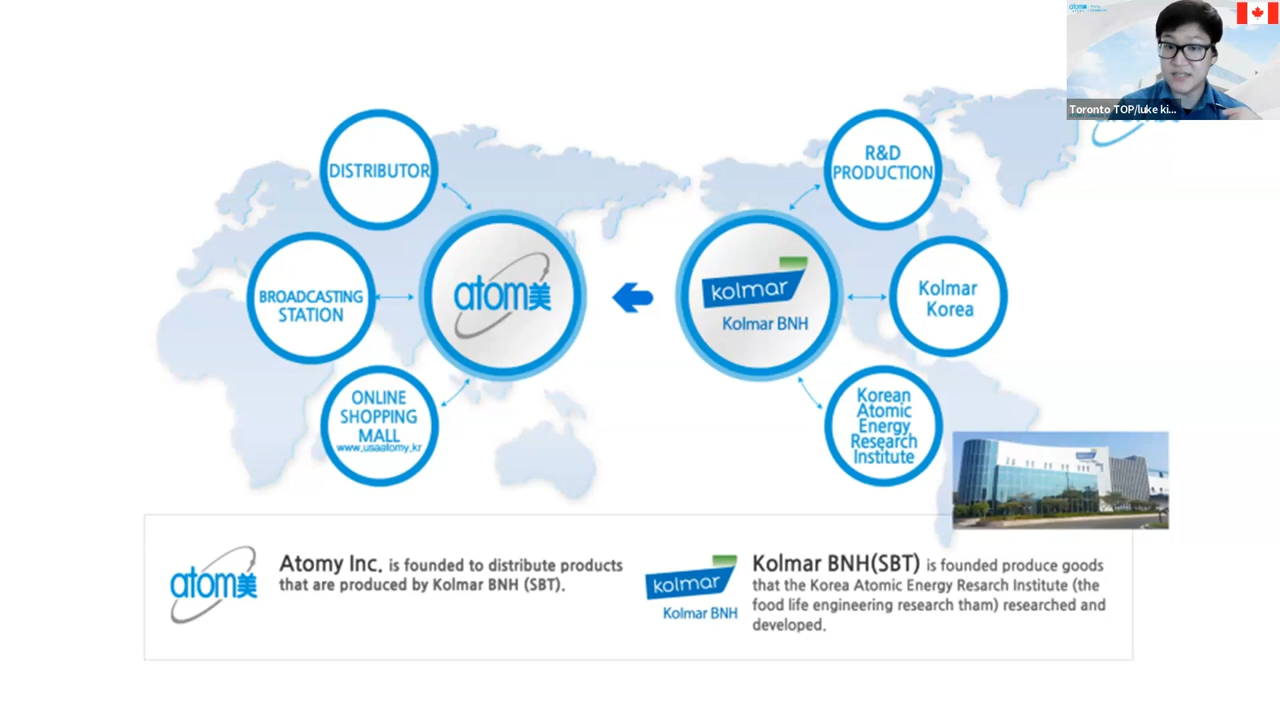 Toronto TOP/luke ki...
DISTRIBUTOR
R&D
PRODUCTION
BROADCASTING
STATION
atom美
kolmar
Kolmar BNH
Kolmar
Korea
ONLINE
SHOPPING
MALL
www.usaatomy.kr
Korean
Atomic
Energy
Research
Institute
atom美
Atomy Inc. is founded to distribute products
that are produced by Kolmar BNH (SBT).
kolmar
Kolmar BNH
Kolmar BNH(SBT) is founded produce goods
that the Korea Atomic Energy Resarch Institute (the
food life engineering research tham) researched and
developed.